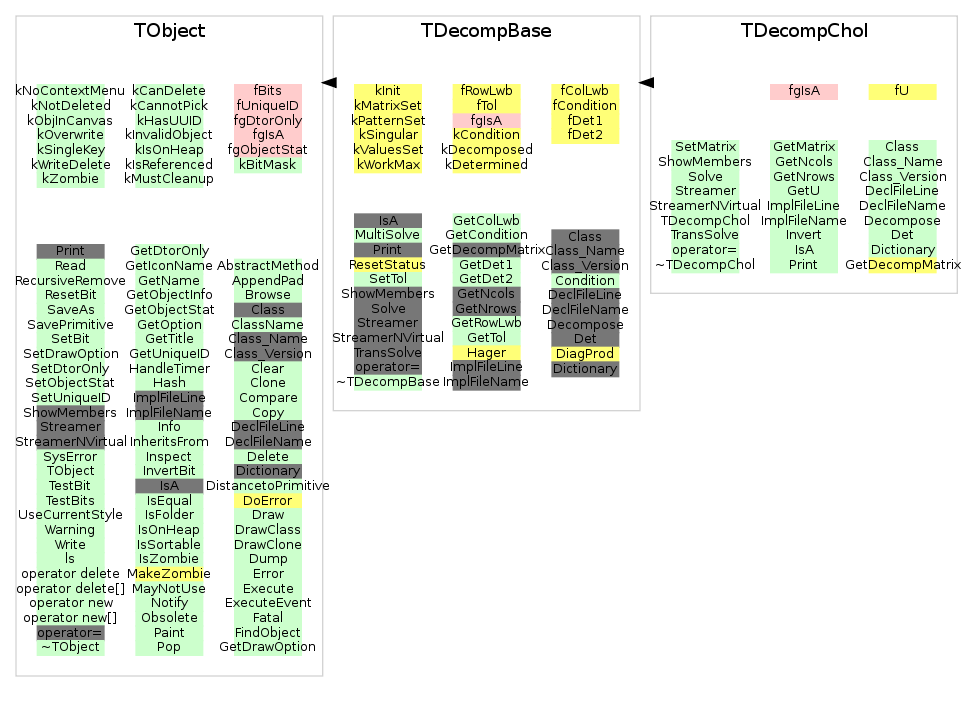 TObject
kNoContextMenu
kNotDeleted
kObjInCanvas
kOverwrite
kSingleKey
kWriteDelete
kZombie
kCanDelete
kCannotPick
kHasUUID
kInvalidObject
kIsOnHeap
kIsReferenced
kMustCleanup
fBits
fUniqueID
fgDtorOnly
fgIsA
fgObjectStat
kBitMask
Print
Read
RecursiveRemove
ResetBit
SaveAs
SavePrimitive
SetBit
SetDrawOption
SetDtorOnly
SetObjectStat
SetUniqueID
ShowMembers
Streamer
StreamerNVirtual
SysError
TObject
TestBit
TestBits
UseCurrentStyle
Warning
Write
ls
operator delete
operator delete[]
operator new
operator new[]
operator=
~TObject
GetDtorOnly
GetIconName
GetName
GetObjectInfo
GetObjectStat
GetOption
GetTitle
GetUniqueID
HandleTimer
Hash
ImplFileLine
ImplFileName
Info
InheritsFrom
Inspect
InvertBit
IsA
IsEqual
IsFolder
IsOnHeap
IsSortable
IsZombie
MakeZombie
MayNotUse
Notify
Obsolete
Paint
Pop
AbstractMethod
AppendPad
Browse
Class
ClassName
Class_Name
Class_Version
Clear
Clone
Compare
Copy
DeclFileLine
DeclFileName
Delete
Dictionary
DistancetoPrimitive
DoError
Draw
DrawClass
DrawClone
Dump
Error
Execute
ExecuteEvent
Fatal
FindObject
GetDrawOption
TDecompBase
kInit
kMatrixSet
kPatternSet
kSingular
kValuesSet
kWorkMax
fRowLwb
fTol
fgIsA
kCondition
kDecomposed
kDetermined
fColLwb
fCondition
fDet1
fDet2
IsA
MultiSolve
Print
ResetStatus
SetTol
ShowMembers
Solve
Streamer
StreamerNVirtual
TransSolve
operator=
~TDecompBase
GetColLwb
GetCondition
GetDecompMatrix
GetDet1
GetDet2
GetNcols
GetNrows
GetRowLwb
GetTol
Hager
ImplFileLine
ImplFileName
Class
Class_Name
Class_Version
Condition
DeclFileLine
DeclFileName
Decompose
Det
DiagProd
Dictionary
TDecompChol
fgIsA
fU
SetMatrix
ShowMembers
Solve
Streamer
StreamerNVirtual
TDecompChol
TransSolve
operator=
~TDecompChol
GetMatrix
GetNcols
GetNrows
GetU
ImplFileLine
ImplFileName
Invert
IsA
Print
Class
Class_Name
Class_Version
DeclFileLine
DeclFileName
Decompose
Det
Dictionary
GetDecompMatrix